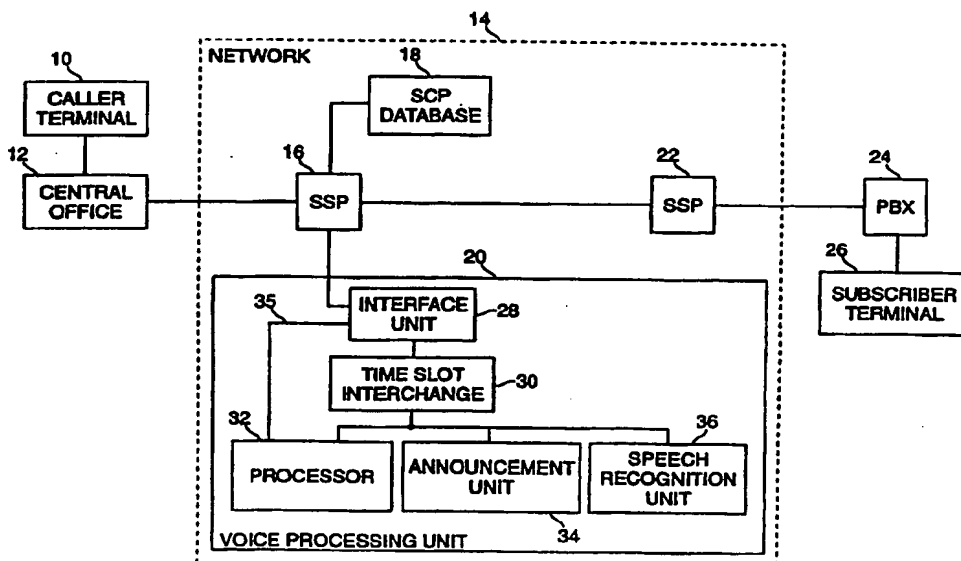 14
NETWORK
10
CALLER
TERMINAL
18
SCP
DATABASE
12
CENTRAL
OFFICE
16
SSP
22
SSP
24
PBX
26
SUBSCRIBER
TERMINAL
20
35
INTERFACE
UNIT
28
TIME SLOT
INTERCHANGE
30
32
PROCESSOR
ANNOUNCEMENT
UNIT
34
36
SPEECH
RECOGNITION
UNIT
VOICE PROCESSING UNIT